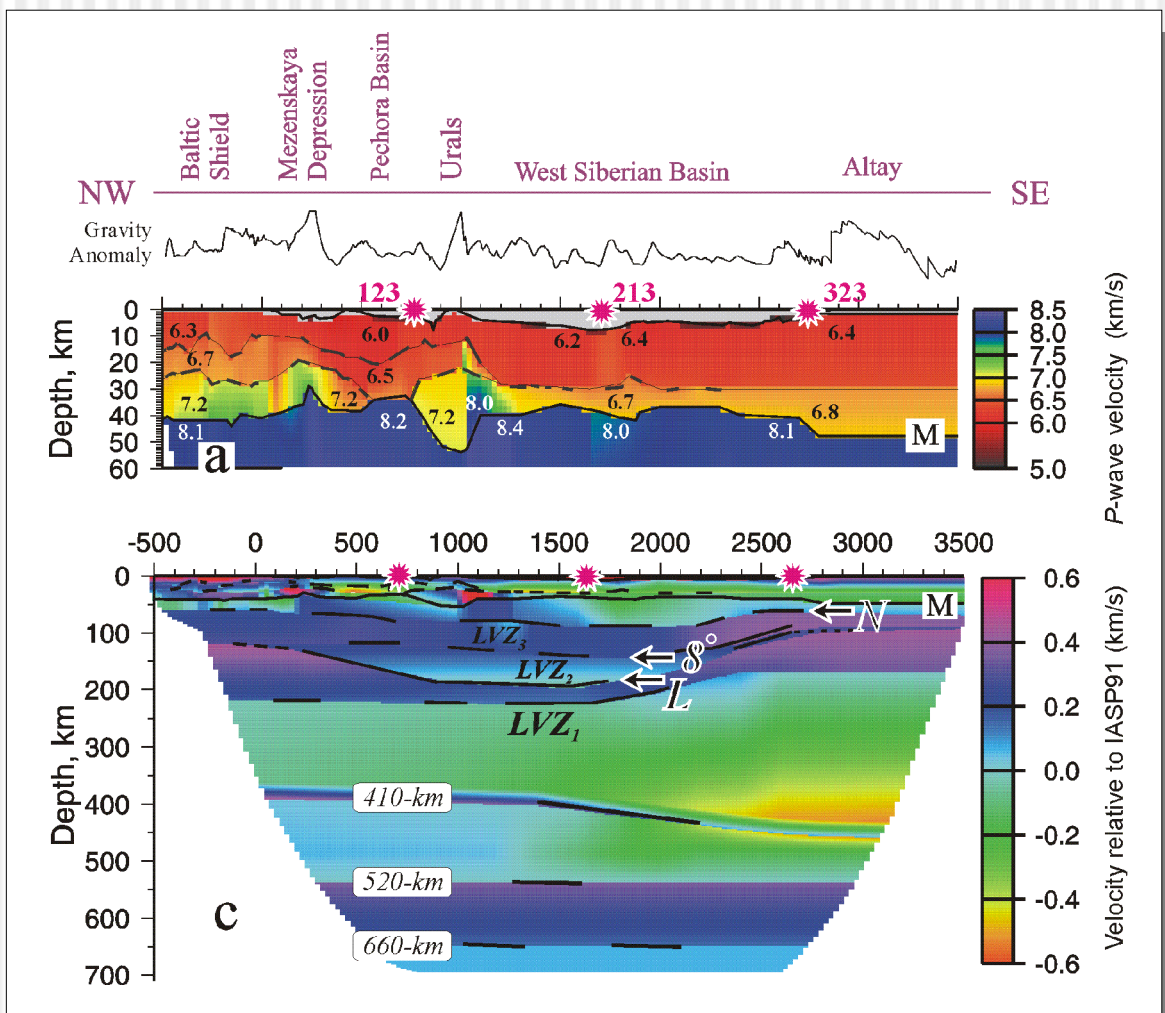 Baltic
Shield
Mezenskaya
Depression
Pechora Basin
Urals
West Siberian Basin
Altay
NW
SE
Gravity
Anomaly
123
213
323
0
10
20
30
40
50
60
Depth, km
6.3
6.7
7.2
8.1
6.0
6.5
7.2
8.2
7.2
8.0
8.4
6.2
6.4
6.7
8.0
6.4
6.8
8.1
M
a
8.5
8.0
7.5
7.0
6.5
6.0
5.0
P-wave velocity (km/s)
-500
0
500
1000
1500
2000
2500
3000
3500
0
100
200
300
400
500
600
700
Depth, km
M
N
8°
L
LVZ3
LVZ2
LVZ1
410-km
520-km
660-km
c
0.6
0.4
0.2
0.0
-0.2
-0.4
-0.6
Velocity relative to IASP91 (km/s)